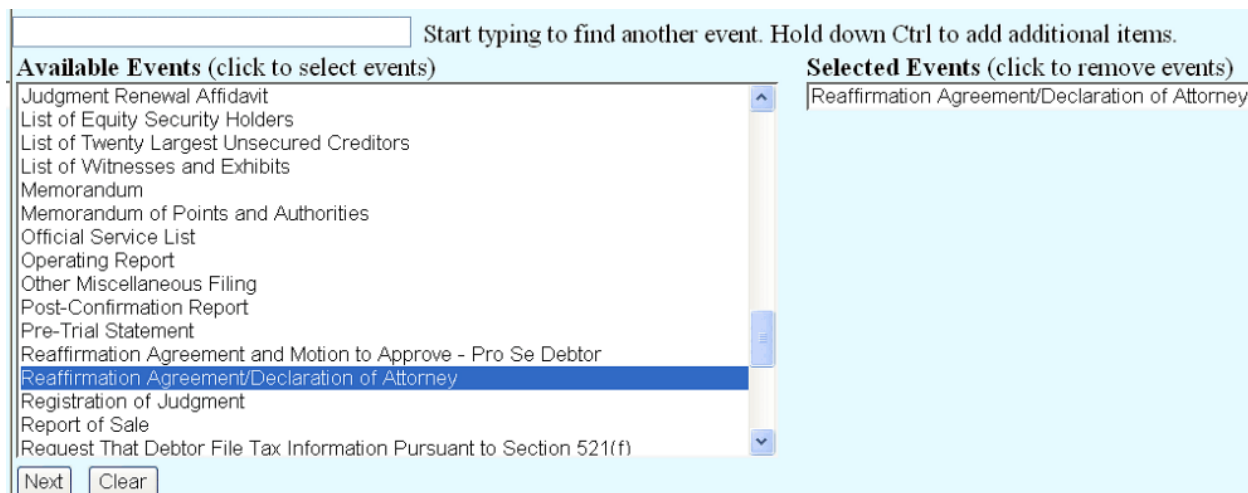 Start typing to find another event. Hold down Ctrl to add additional items.
Available Events (click to select events)
Selected Events (click to remove events)
Judgment Renewal Affidavit
List of Equity Security Holders
List of Twenty Largest Unsecured Creditors
List of Witnesses and Exhibits
Memorandum
Memorandum of Points and Authorities
Official Service List
Operating Report
Other Miscellaneous Filing
Post-Confirmation Report
Pre-Trial Statement
Reaffirmation Agreement and Motion to Approve - Pro Se Debtor
Reaffirmation Agreement/Declaration of Attorney
Registration of Judgment
Report of Sale
Request That Debtor File Tax Information Pursuant to Section 521(f)
Reaffirmation Agreement/Declaration of Attorney
Next
Clear